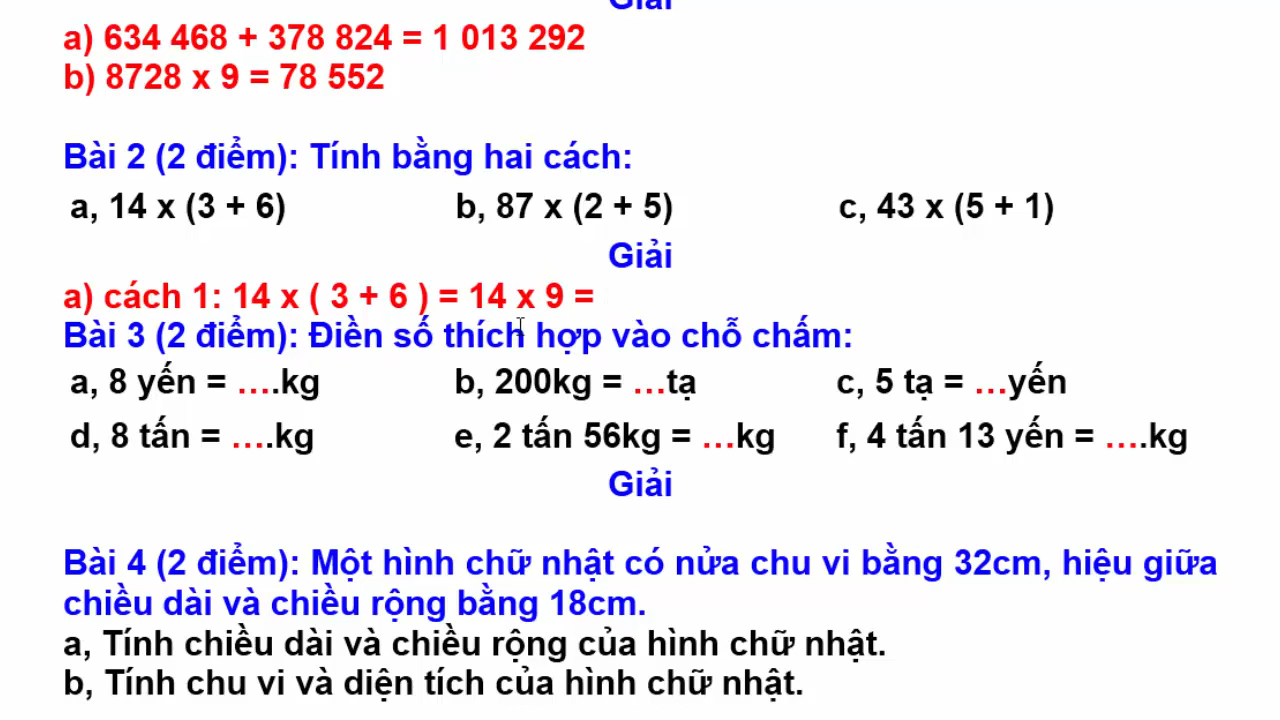 Giải
a) 634 468 + 378 824 = 1 013 292
b) 8728 x 9 = 78 552
Bài 2 (2 điểm): Tính bằng hai cách:
a, 14 x (3 + 6) b, 87 x (2 + 5) c, 43 x (5 + 1)
Giải
a) cách 1: 14 x ( 3 + 6 ) = 14 x 9 =
Bài 3 (2 điểm): Điền số thích hợp vào chỗ chấm:
a, 8 yến = ….kg b, 200kg = …tạ c, 5 tạ = …yến
d, 8 tấn = ….kg e, 2 tấn 56kg = …kg f, 4 tấn 13 yến = ….kg
Giải
Bài 4 (2 điểm): Một hình chữ nhật có nửa chu vi bằng 32cm, hiệu giữa
chiều dài và chiều rộng bằng 18cm.
a, Tính chiều dài và chiều rộng của hình chữ nhật.
b, Tính chu vi và diện tích của hình chữ nhật.